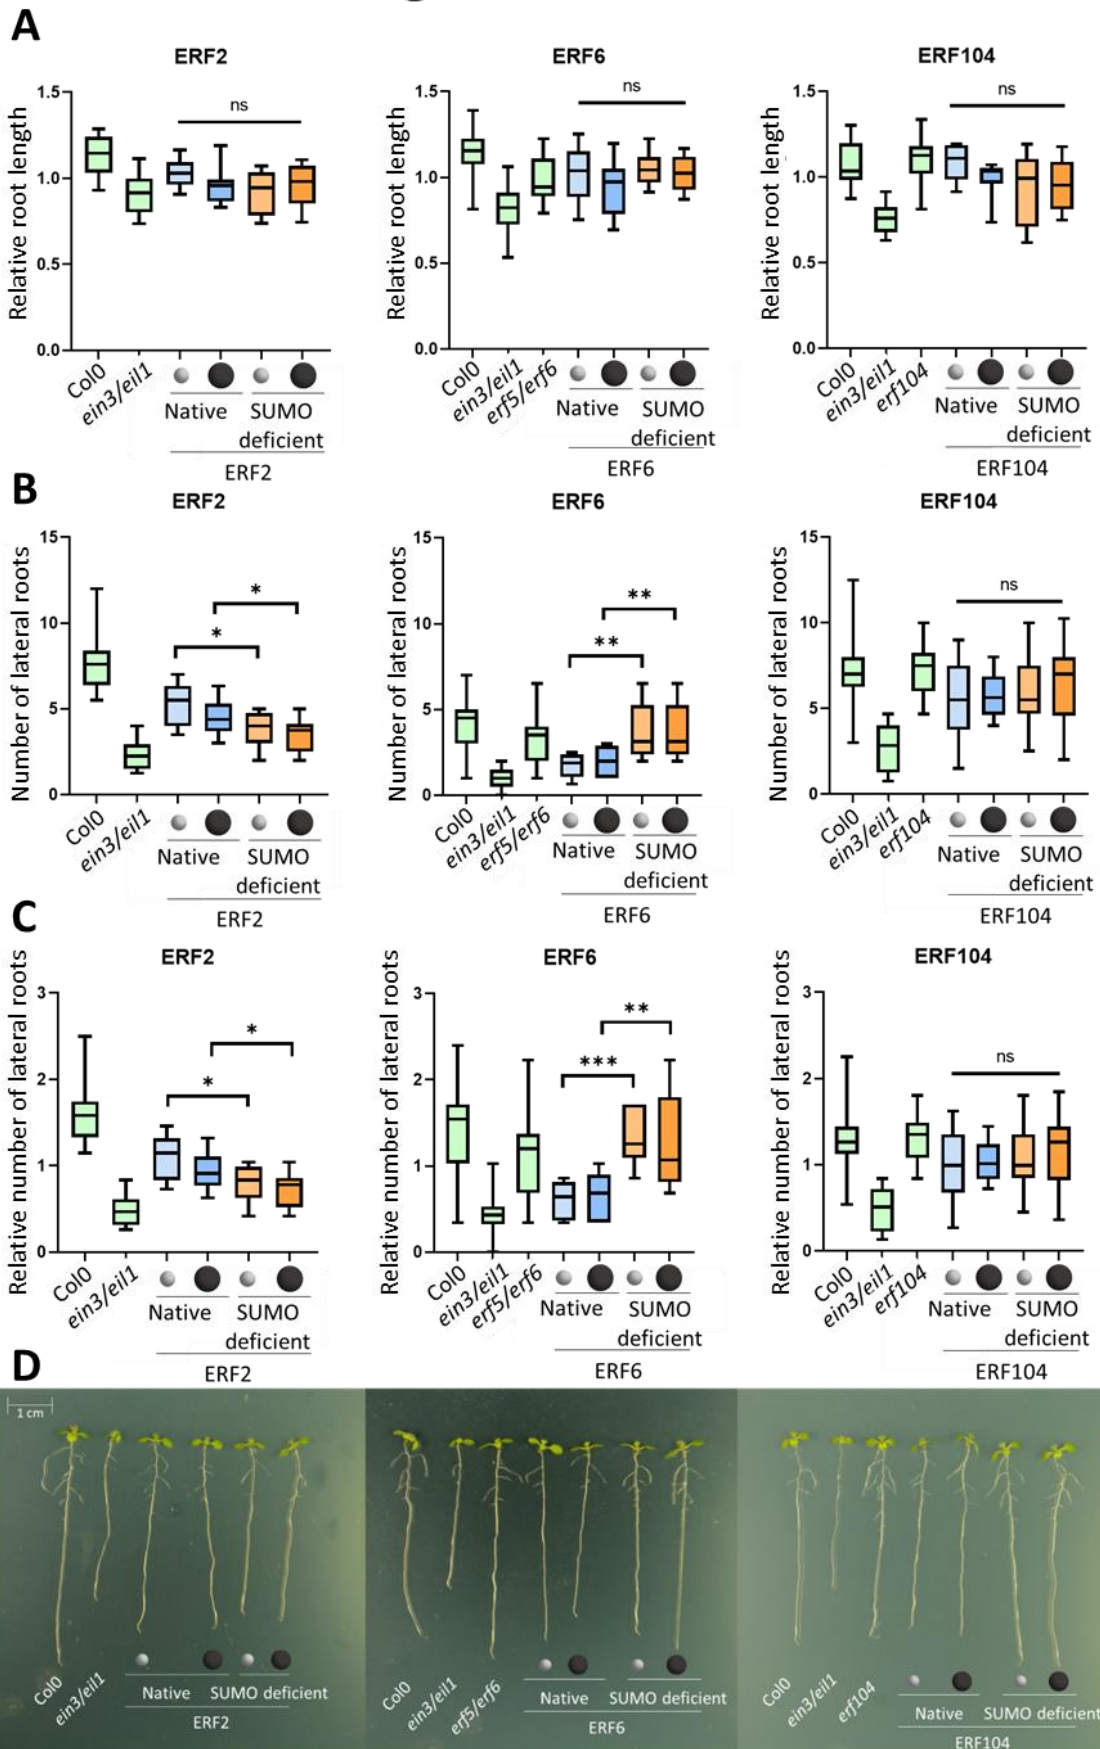 A
ERF2
ERF6
ERF104
Relative root length
1.5
1.0
0.5
0.0
ns
Col0
ein3/eil1
Native
SUMO
deficient
ERF2
Relative root length
1.5
1.0
0.5
0.0
ns
Col0
ein3/eil1
erf5/erf6
Native
SUMO
deficient
ERF6
Relative root length
1.5
1.0
0.5
0.0
ns
Col0
ein3/eil1
erf104
Native
SUMO
deficient
ERF104
B
ERF2
ERF6
ERF104
Number of lateral roots
15
10
5
0
*
*
Col0
ein3/eil1
Native
SUMO
deficient
ERF2
Number of lateral roots
15
10
5
0
**
**
Col0
ein3/eil1
erf5/erf6
Native
SUMO
deficient
ERF6
Number of lateral roots
15
10
5
0
ns
Col0
ein3/eil1
erf104
Native
SUMO
deficient
ERF104
C
ERF2
ERF6
ERF104
Relative number of lateral roots
3
2
1
0
*
*
Col0
ein3/eil1
Native
SUMO
deficient
ERF2
Relative number of lateral roots
3
2
1
0
**
***
Col0
ein3/eil1
erf5/erf6
Native
SUMO
deficient
ERF6
Relative number of lateral roots
3
2
1
0
ns
Col0
ein3/eil1
erf104
Native
SUMO
deficient
ERF104
D
1 cm
Col0
ein3/eil1
Native
SUMO deficient
ERF2
Col0
ein3/eil1
erf5/erf6
Native
SUMO deficient
ERF6
Col0
ein3/eil1
erf104
Native
SUMO deficient
ERF104